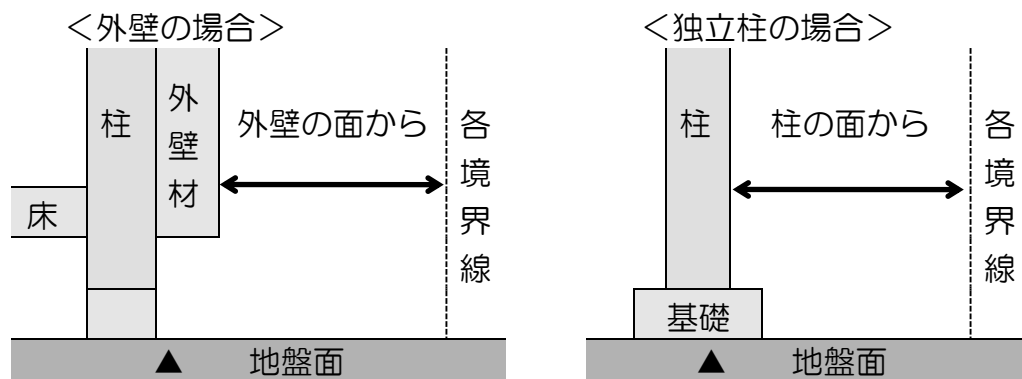 ＜外壁の場合＞
柱
外壁材
外壁の面から
各境界線
床
▲ 地盤面
＜独立柱の場合＞
柱
柱の面から
各境界線
基礎
▲ 地盤面